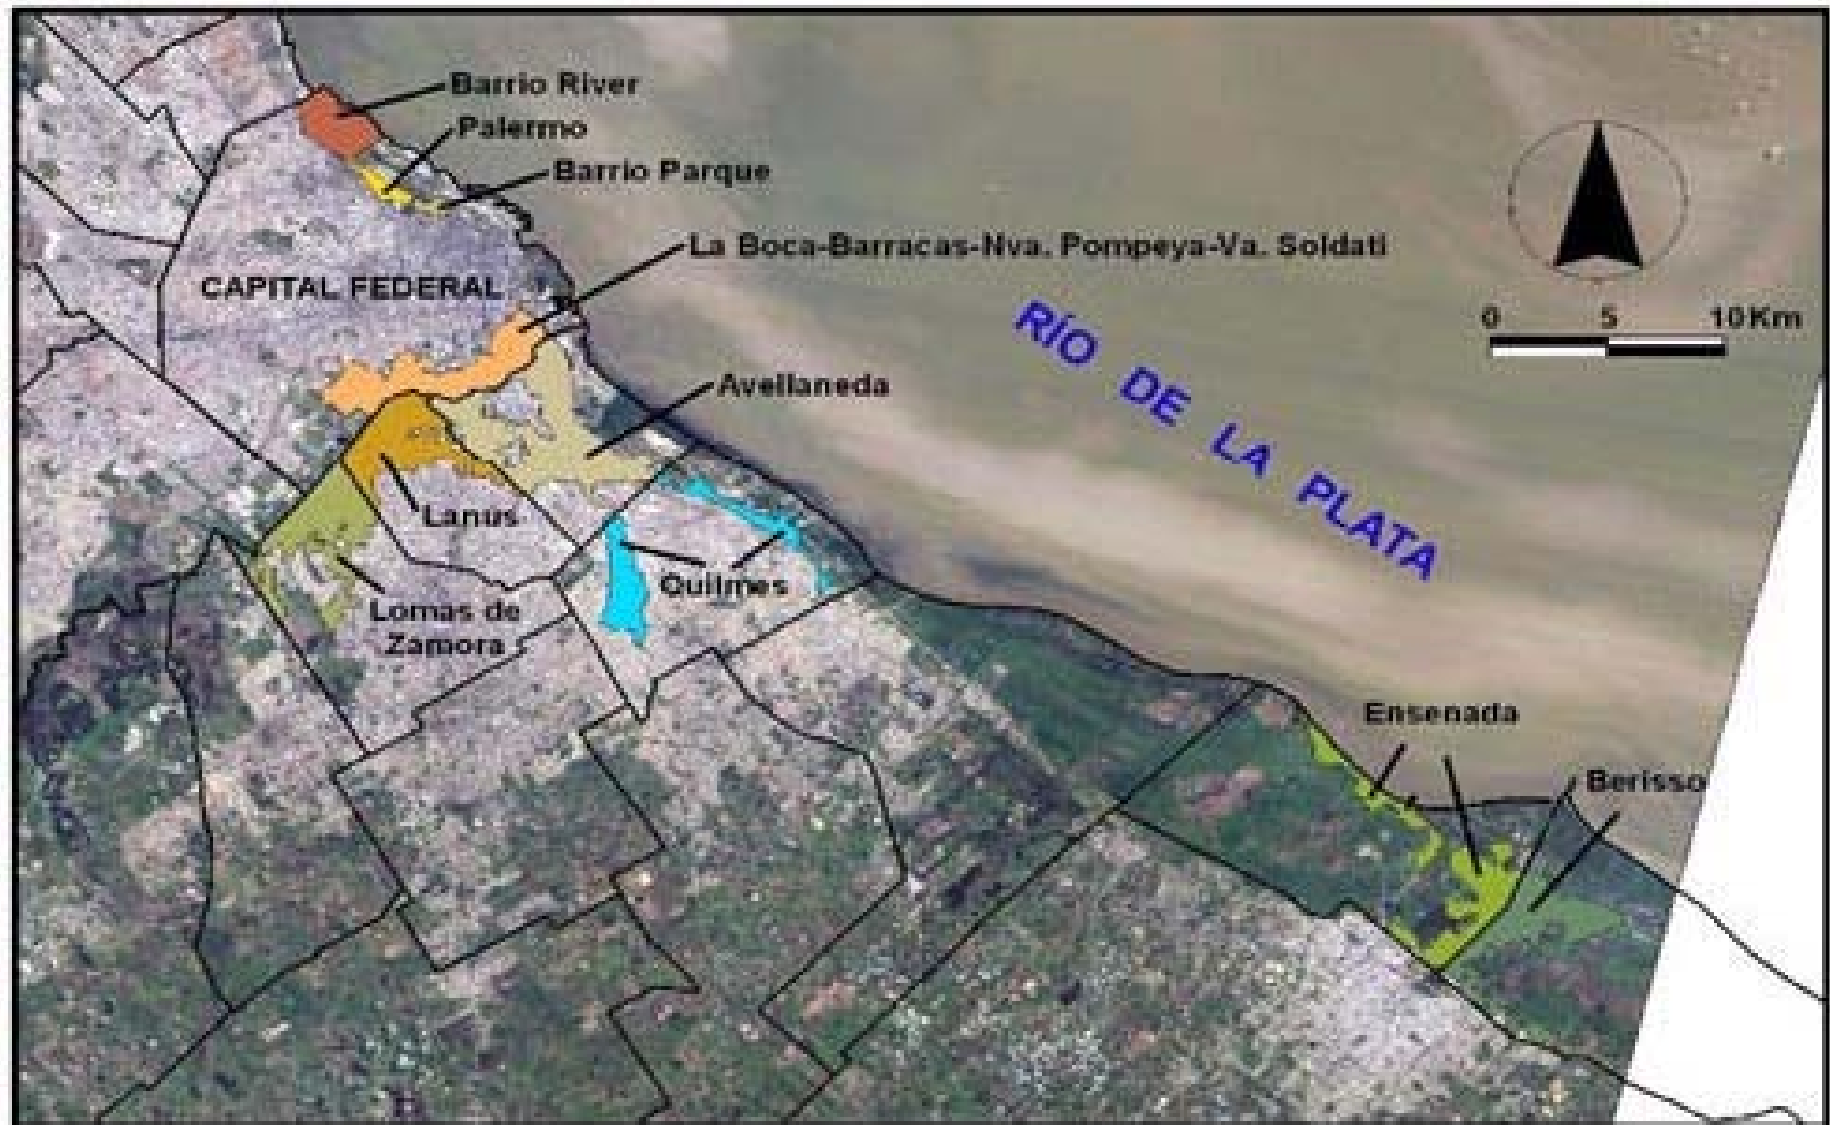 Barrio River
Palermo
Barrio Parque
La Boca-Barracas-Nva. Pompeya-Va. Soldati
CAPITAL FEDERAL
0 5 10Km
RÍO DE LA PLATA
Avellaneda
Lanús
Quilmes
Lomas de
Zamora
Ensenada
Berisso